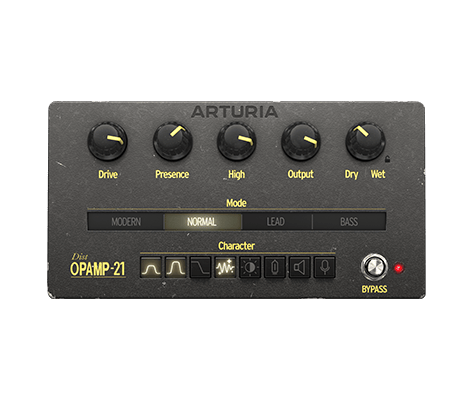 ARTURIA
Drive Presence High Output Dry Wet
Mode
MODERN NORMAL LEAD BASS
Character
Dist
OPAMP-21
BYPASS